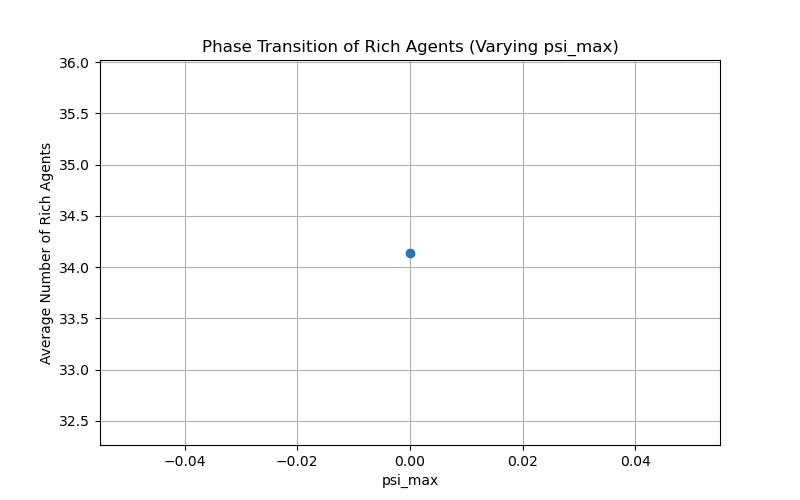 Phase Transition of Rich Agents (Varying psi_max)
Average Number of Rich Agents
36.0
35.5
35.0
34.5
34.0
33.5
33.0
32.5
−0.04 −0.02 0.00 0.02 0.04
psi_max